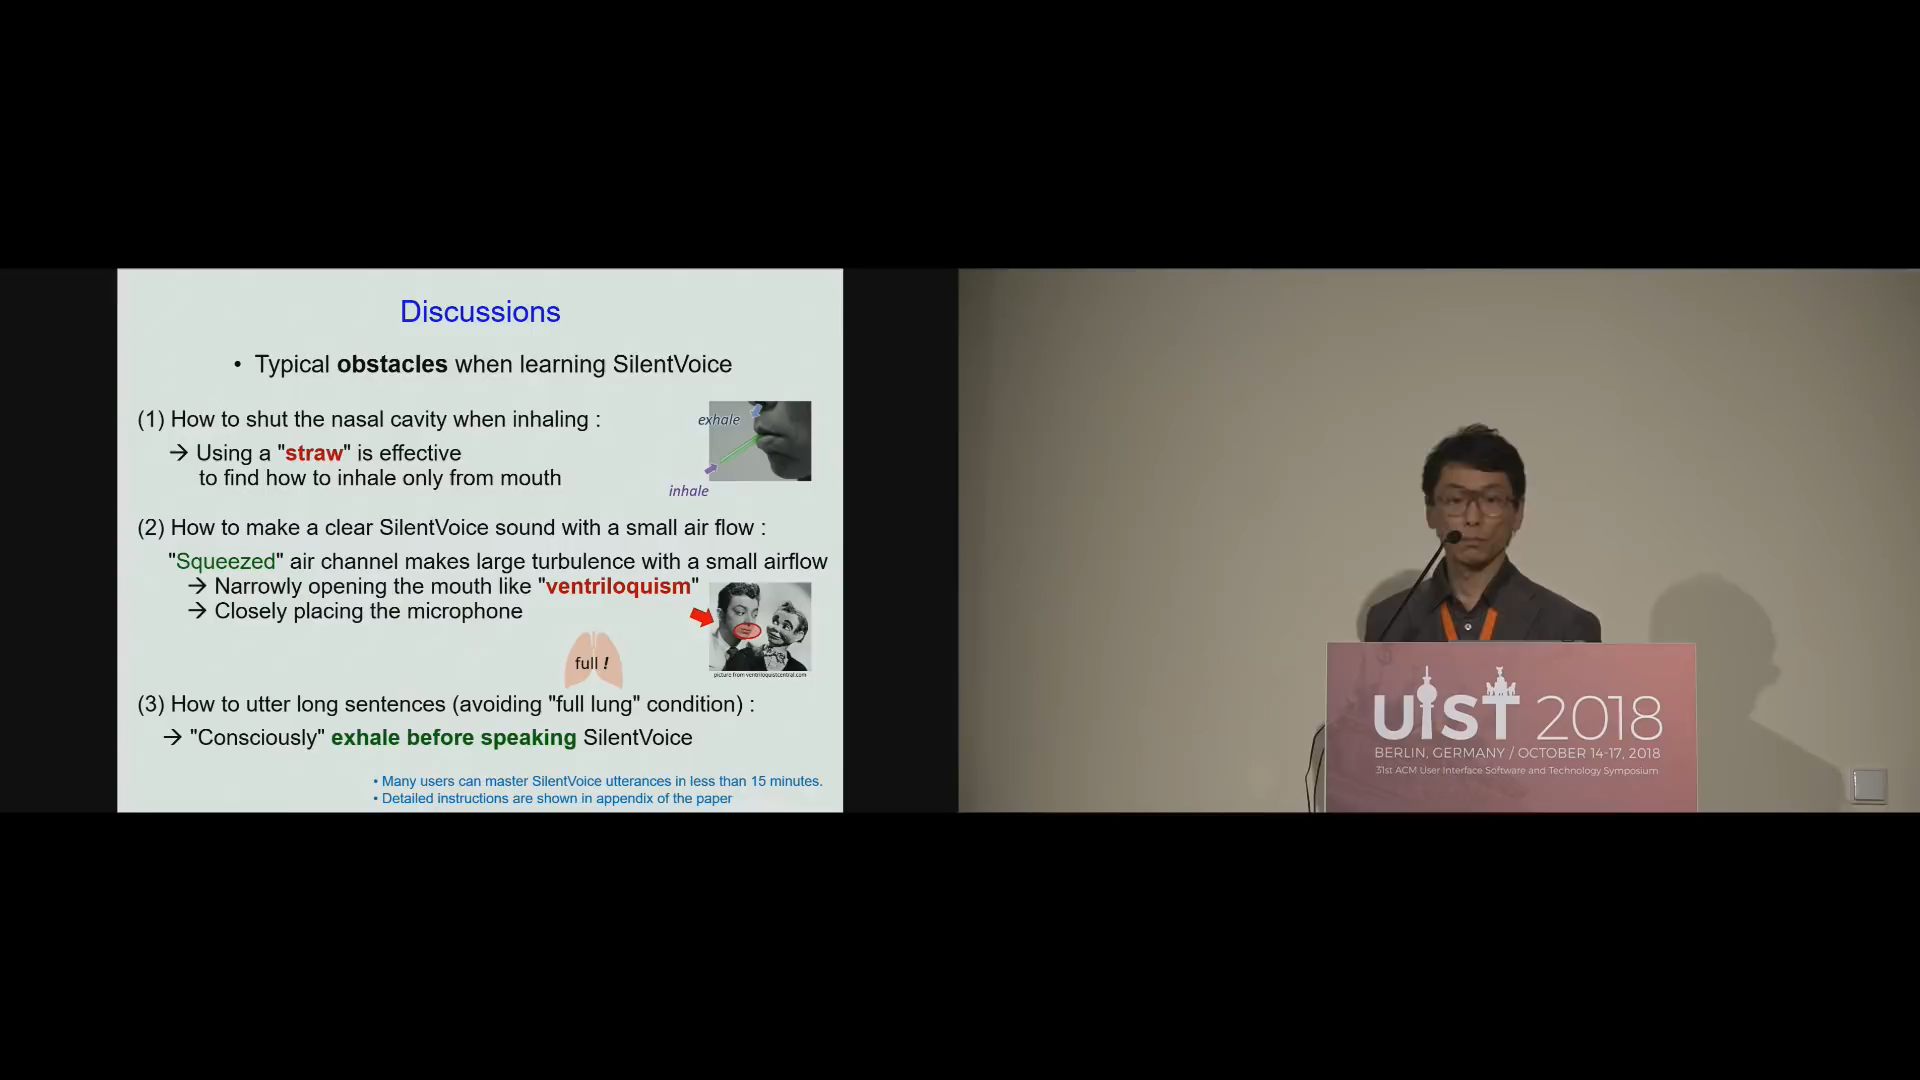 Discussions
• Typical obstacles when learning SilentVoice
(1) How to shut the nasal cavity when inhaling :
→ Using a "straw" is effective
to find how to inhale only from mouth
exhale
inhale
(2) How to make a clear SilentVoice sound with a small air flow :
"Squeezed" air channel makes large turbulence with a small airflow
→ Narrowly opening the mouth like "ventriloquism"
→ Closely placing the microphone
picture from ventriloquistcentral.com
full !
(3) How to utter long sentences (avoiding "full lung" condition) :
→ "Consciously" exhale before speaking SilentVoice
• Many users can master SilentVoice utterances in less than 15 minutes.
• Detailed instructions are shown in appendix of the paper
UIST 2018
BERLIN, GERMANY / OCTOBER 14-17, 2018
31st ACM User Interface Software and Technology Symposium